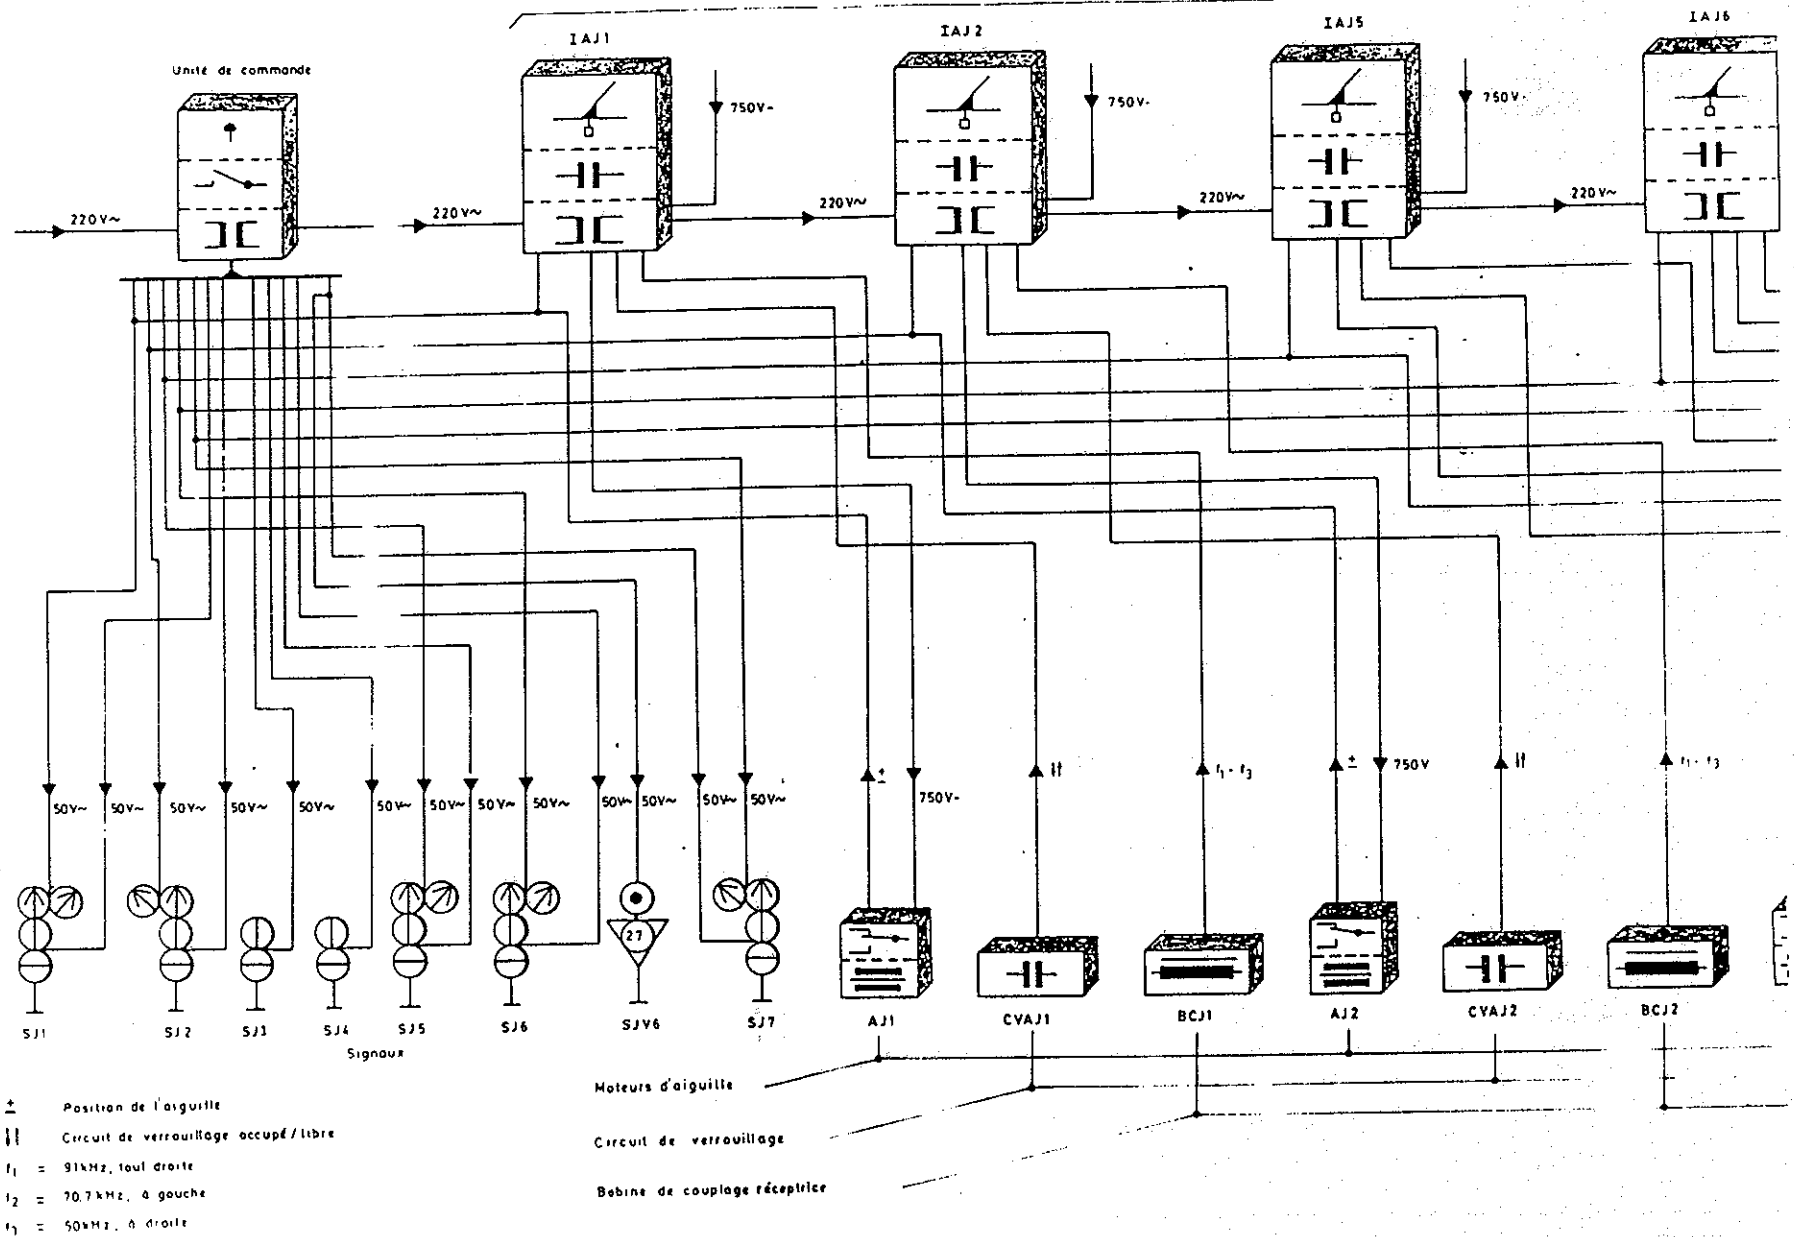 IAJ1
IAJ2
IAJ5
IAJ6
Unité de commande
750V-
750V-
750V-
220V~
220V~
220V~
220V~
220V~
50V~
50V~
50V~
50V~
50V~
50V~
50V~
50V~
50V~
50V~
50V~
50V~
50V~
±
750V-
f1 - f3
±
750V
f1 - f3
27
SJ1
SJ2
SJ3
SJ4
SJ5
SJ6
SJV6
SJ7
AJ1
CVAJ1
BCJ1
AJ2
CVAJ2
BCJ2
Signaux
Moteurs d'aiguille
Circuit de verrouillage
Bobine de couplage réceptrice
± Position de l'aiguille
Circuit de verrouillage occupé/libre
f1 = 91kHz, tout droite
f2 = 70.7kHz, à gauche
f3 = 50kHz, à droite